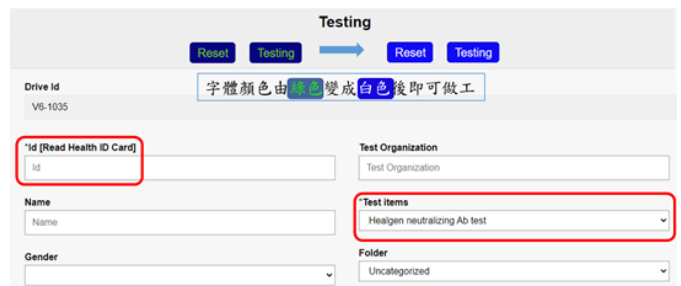 Testing
Reset Testing Reset Testing
Drive Id
字體顏色由綠色變成白色後即可做工
V6-1035
*Id [Read Health ID Card]
Id
Test Organization
Test Organization
Name
Name
*Test items
Healgen neutralizing Ab test
Gender
Folder
Uncategorized